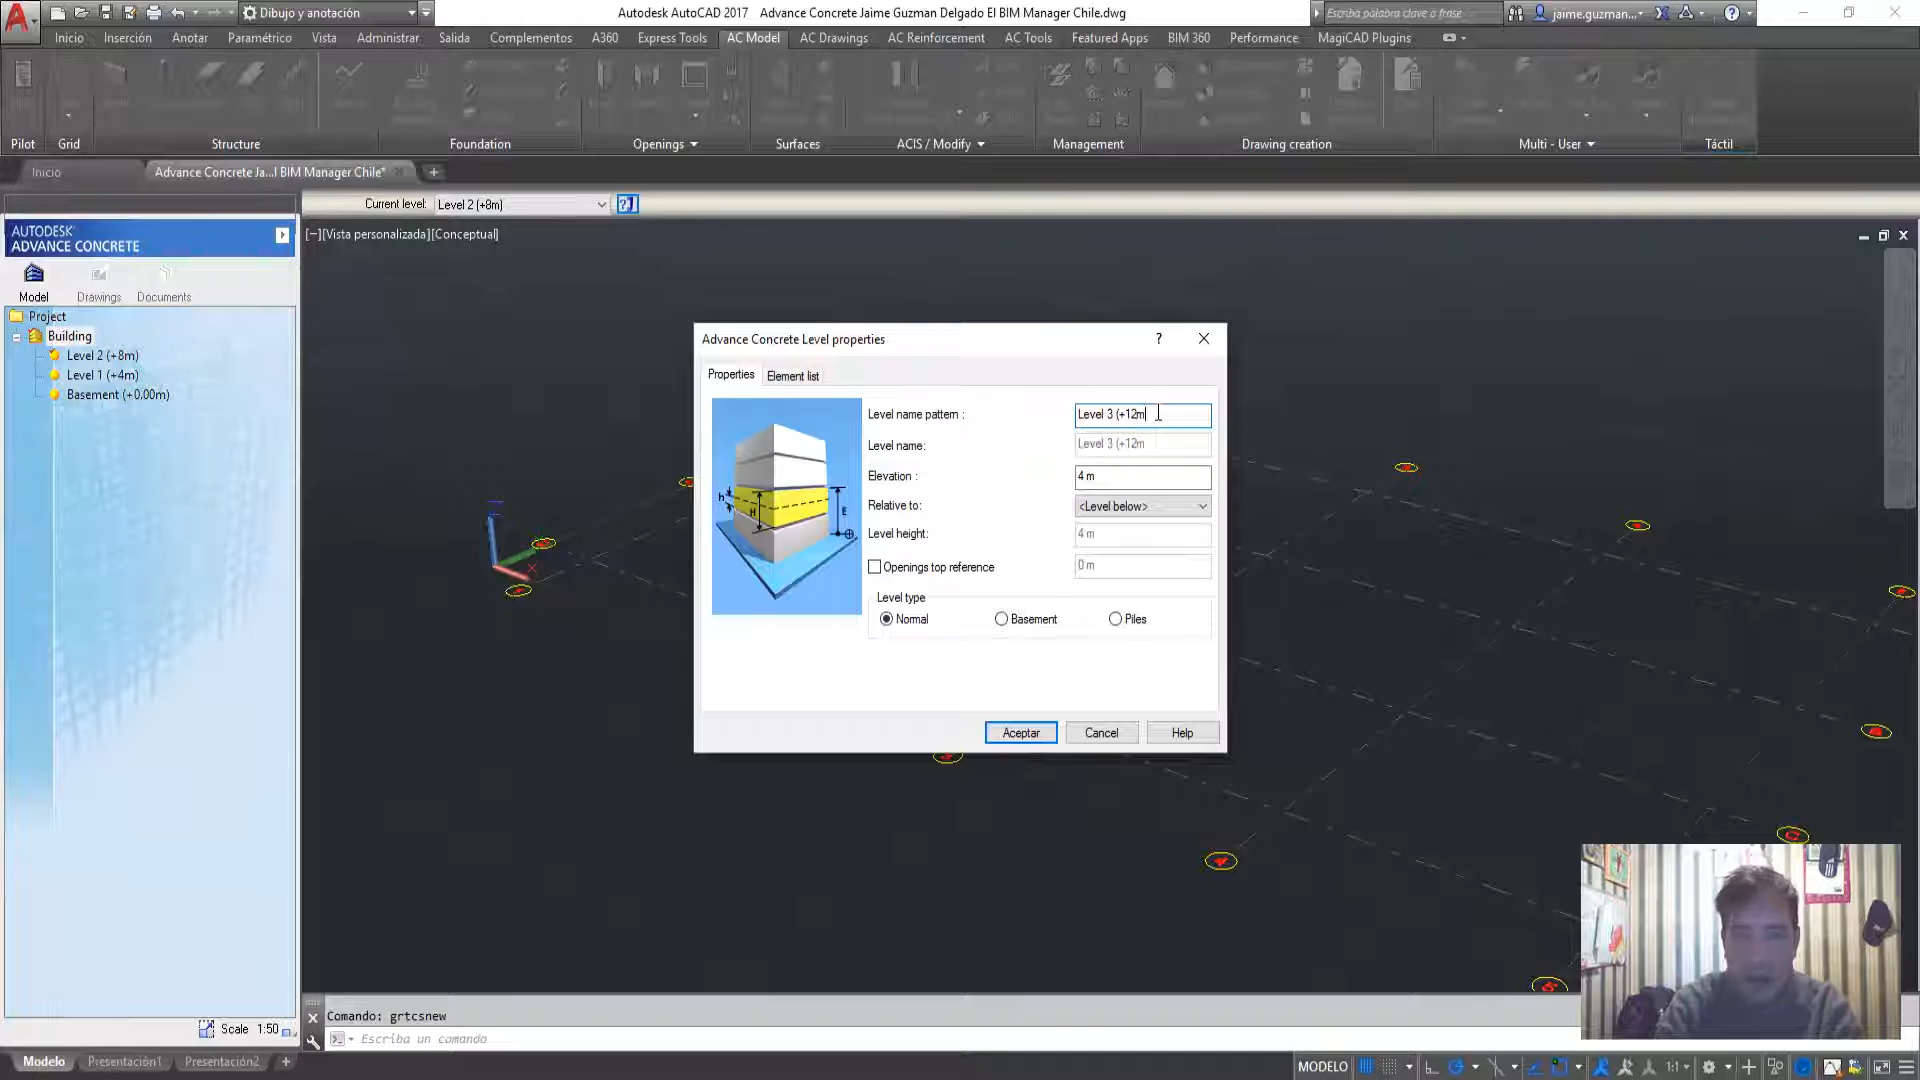 Dibujo y anotación
Autodesk AutoCAD 2017 Advance Concrete Jaime Guzman Delgado El BIM Manager Chile.dwg
Escriba palabra clave o frase
jaime.guzman...
Inicio Inserción Anotar Paramétrico Vista Administrar Salida Complementos A360 Express Tools AC Model AC Drawings AC Reinforcement AC Tools Featured Apps BIM 360 Performance MagiCAD Plugins
Pilot Grid Structure Foundation Openings Surfaces ACIS / Modify Management Drawing creation Multi - User Táctil
Inicio
Advance Concrete Ja...l BIM Manager Chile*
Current level: Level 2 (+8m)
AUTODESK
ADVANCE CONCRETE
[−][Vista personalizada][Conceptual]
Model Drawings Documents
Project
Building
Level 2 (+8m)
Level 1 (+4m)
Basement (+0.00m)
Advance Concrete Level properties
Properties Element list
Level name pattern : Level 3 (+12m
Level name: Level 3 (+12m
Elevation : 4 m
Relative to: <Level below>
Level height: 4 m
Openings top reference 0 m
Level type
Normal Basement Piles
h H E
Aceptar Cancel Help
Comando: grtcsnew
Escriba un comando
Scale 1:50
Modelo Presentación1 Presentación2
MODELO
1:1